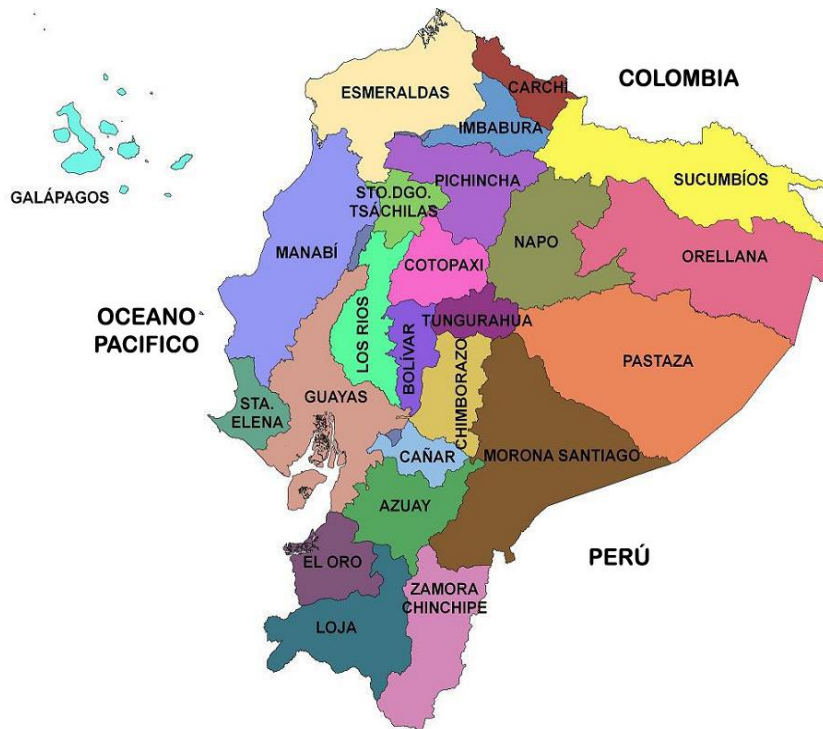 COLOMBIA
CARCHI
ESMERALDAS
IMBABURA
PICHINCHA
SUCUMBÍOS
GALÁPAGOS
STO.DGO.
TSÁCHILAS
NAPO
MANABÍ
COTOPAXI
ORELLANA
OCEANO
PACIFICO
LOS RIOS
BOLÍVAR
TUNGURAHUA
CHIMBORAZO
PASTAZA
GUAYAS
STA.
ELENA
CAÑAR
MORONA SANTIAGO
AZUAY
PERÚ
EL ORO
ZAMORA
CHINCHIPE
LOJA